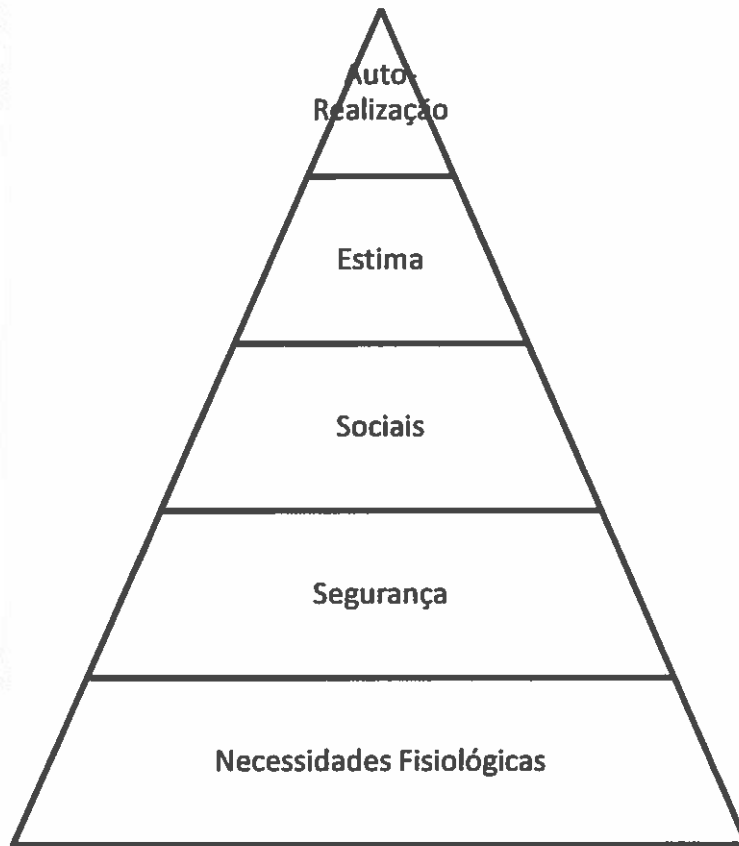 Auto-
Realização
Estima
Sociais
Segurança
Necessidades Fisiológicas